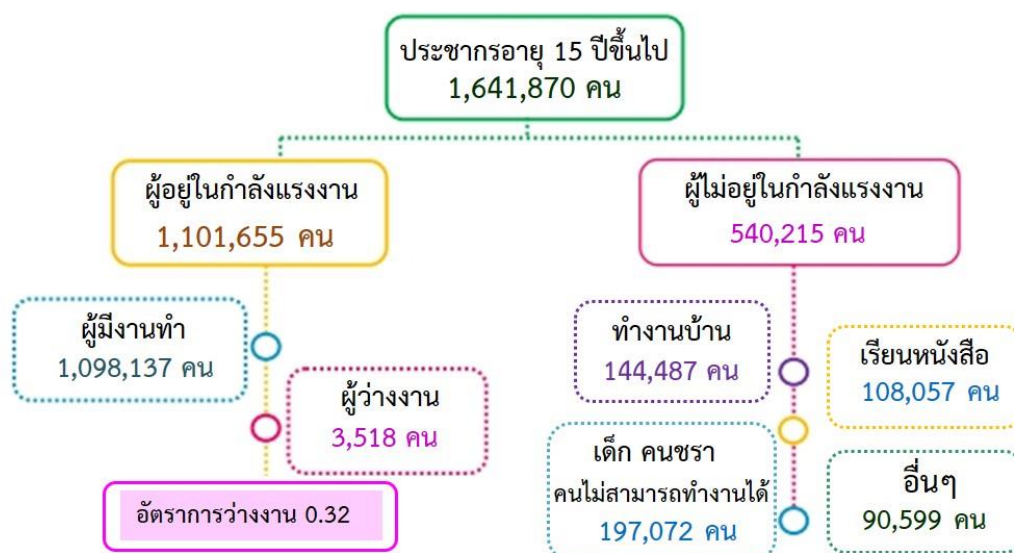 ประชากรอายุ 15 ปีขึ้นไป
1,641,870 คน
ผู้อยู่ในกำลังแรงงาน
1,101,655 คน
ผู้ไม่อยู่ในกำลังแรงงาน
540,215 คน
ผู้มีงานทำ
1,098,137 คน
ผู้ว่างงาน
3,518 คน
อัตราการว่างงาน 0.32
ทำงานบ้าน
144,487 คน
เรียนหนังสือ
108,057 คน
เด็ก คนชรา
คนไม่สามารถทำงานได้
197,072 คน
อื่นๆ
90,599 คน